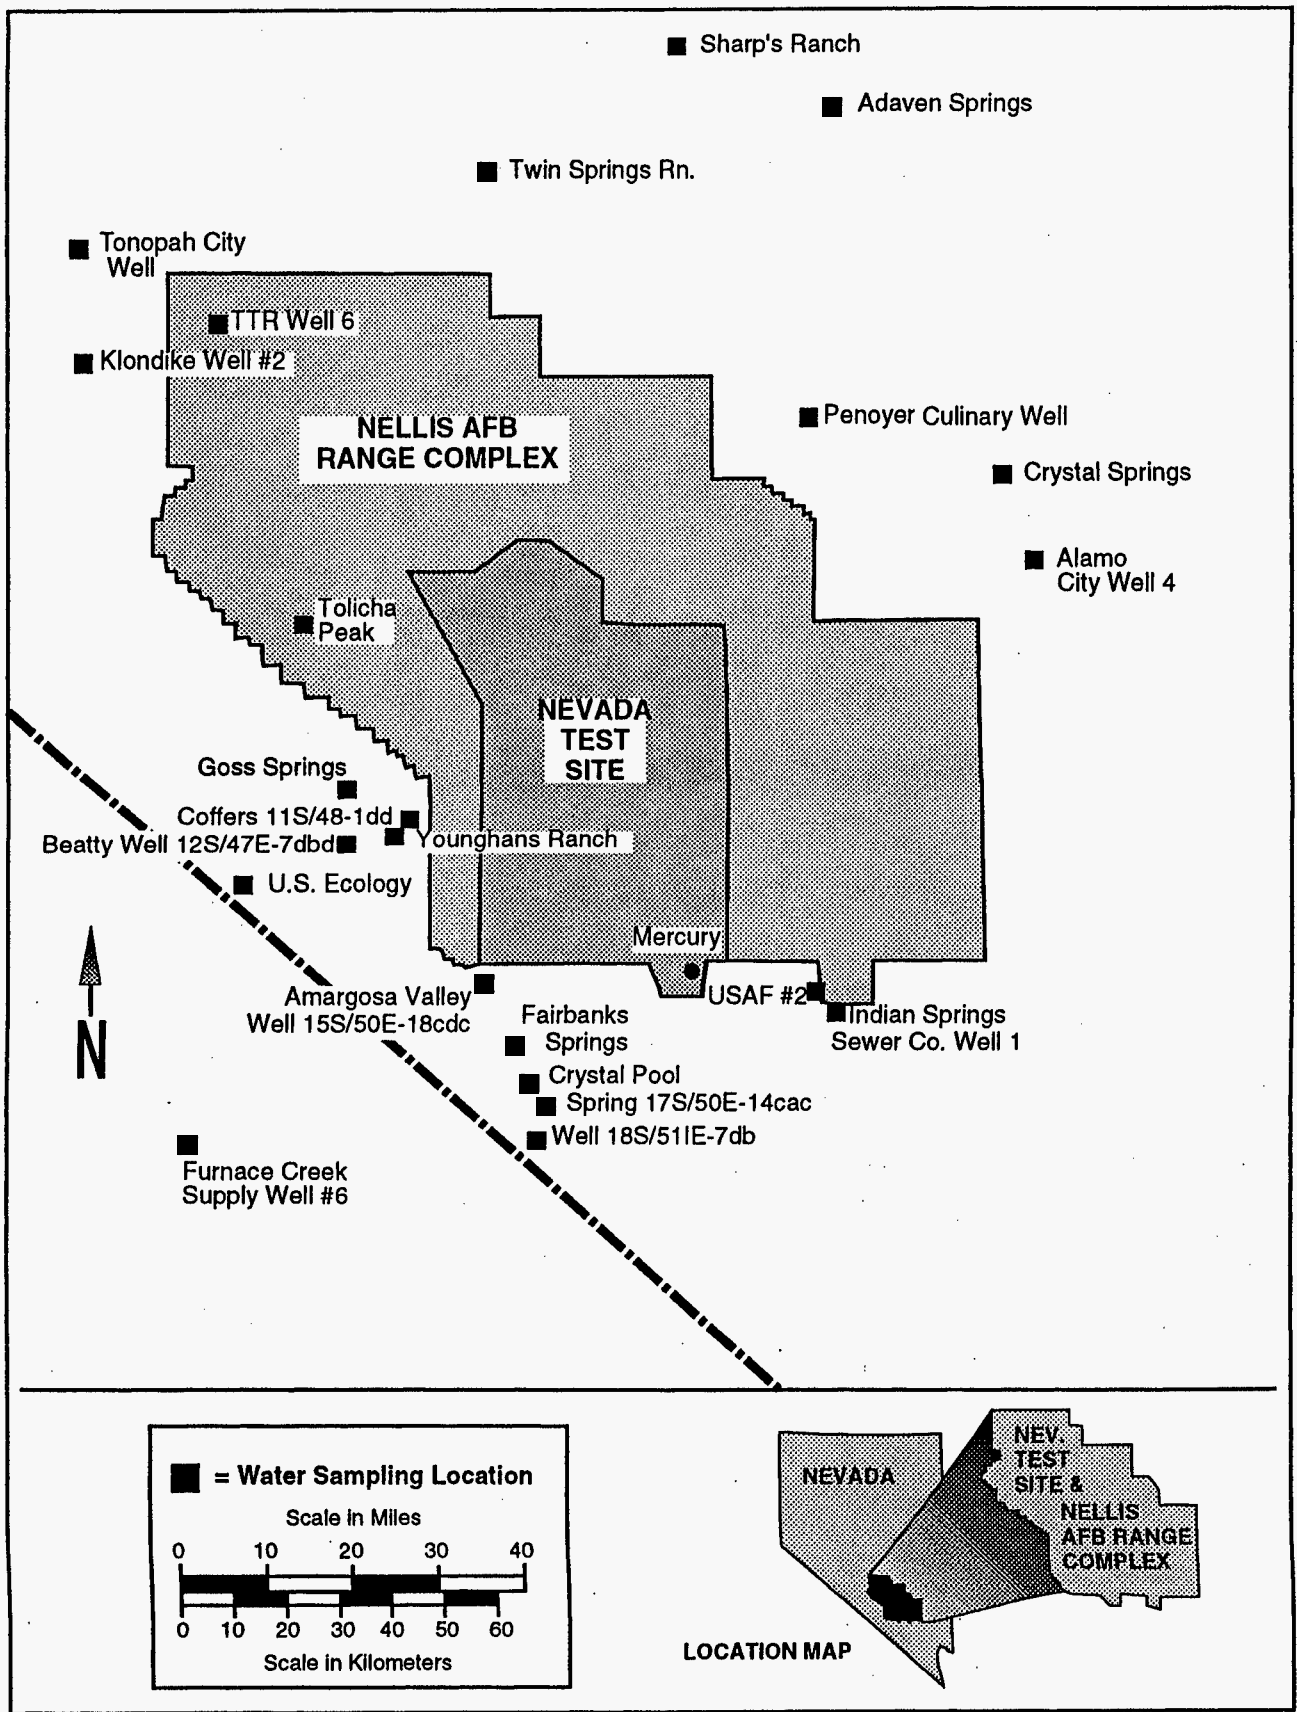 Sharp's Ranch
Adaven Springs
Twin Springs Rn.
Tonopah City
Well
TTR Well 6
Klondike Well #2
NELLIS AFB
RANGE COMPLEX
Penoyer Culinary Well
Crystal Springs
Alamo
City Well 4
Tolicha
Peak
NEVADA
TEST
SITE
Goss Springs
Coffers 11S/48-1dd
Younghans Ranch
Beatty Well 12S/47E-7dbd
U.S. Ecology
Mercury
N
Amargosa Valley
Well 15S/50E-18cdc
USAF #2
Indian Springs
Sewer Co. Well 1
Fairbanks
Springs
Crystal Pool
Spring 17S/50E-14cac
Well 18S/51IE-7db
Furnace Creek
Supply Well #6
= Water Sampling Location
Scale in Miles
0 10 20 30 40
0 10 20 30 40 50 60
Scale in Kilometers
NEVADA
NEV.
TEST
SITE &
NELLIS
AFB RANGE
COMPLEX
LOCATION MAP